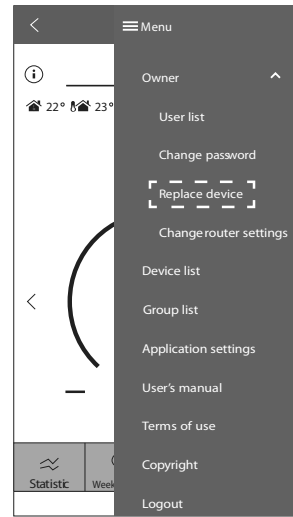 Menu
Owner
22° 23°
User list
Change password
Replace device
Change router settings
Device list
Group list
Application settings
User's manual
Terms of use
Copyright
Statistic Week
Logout